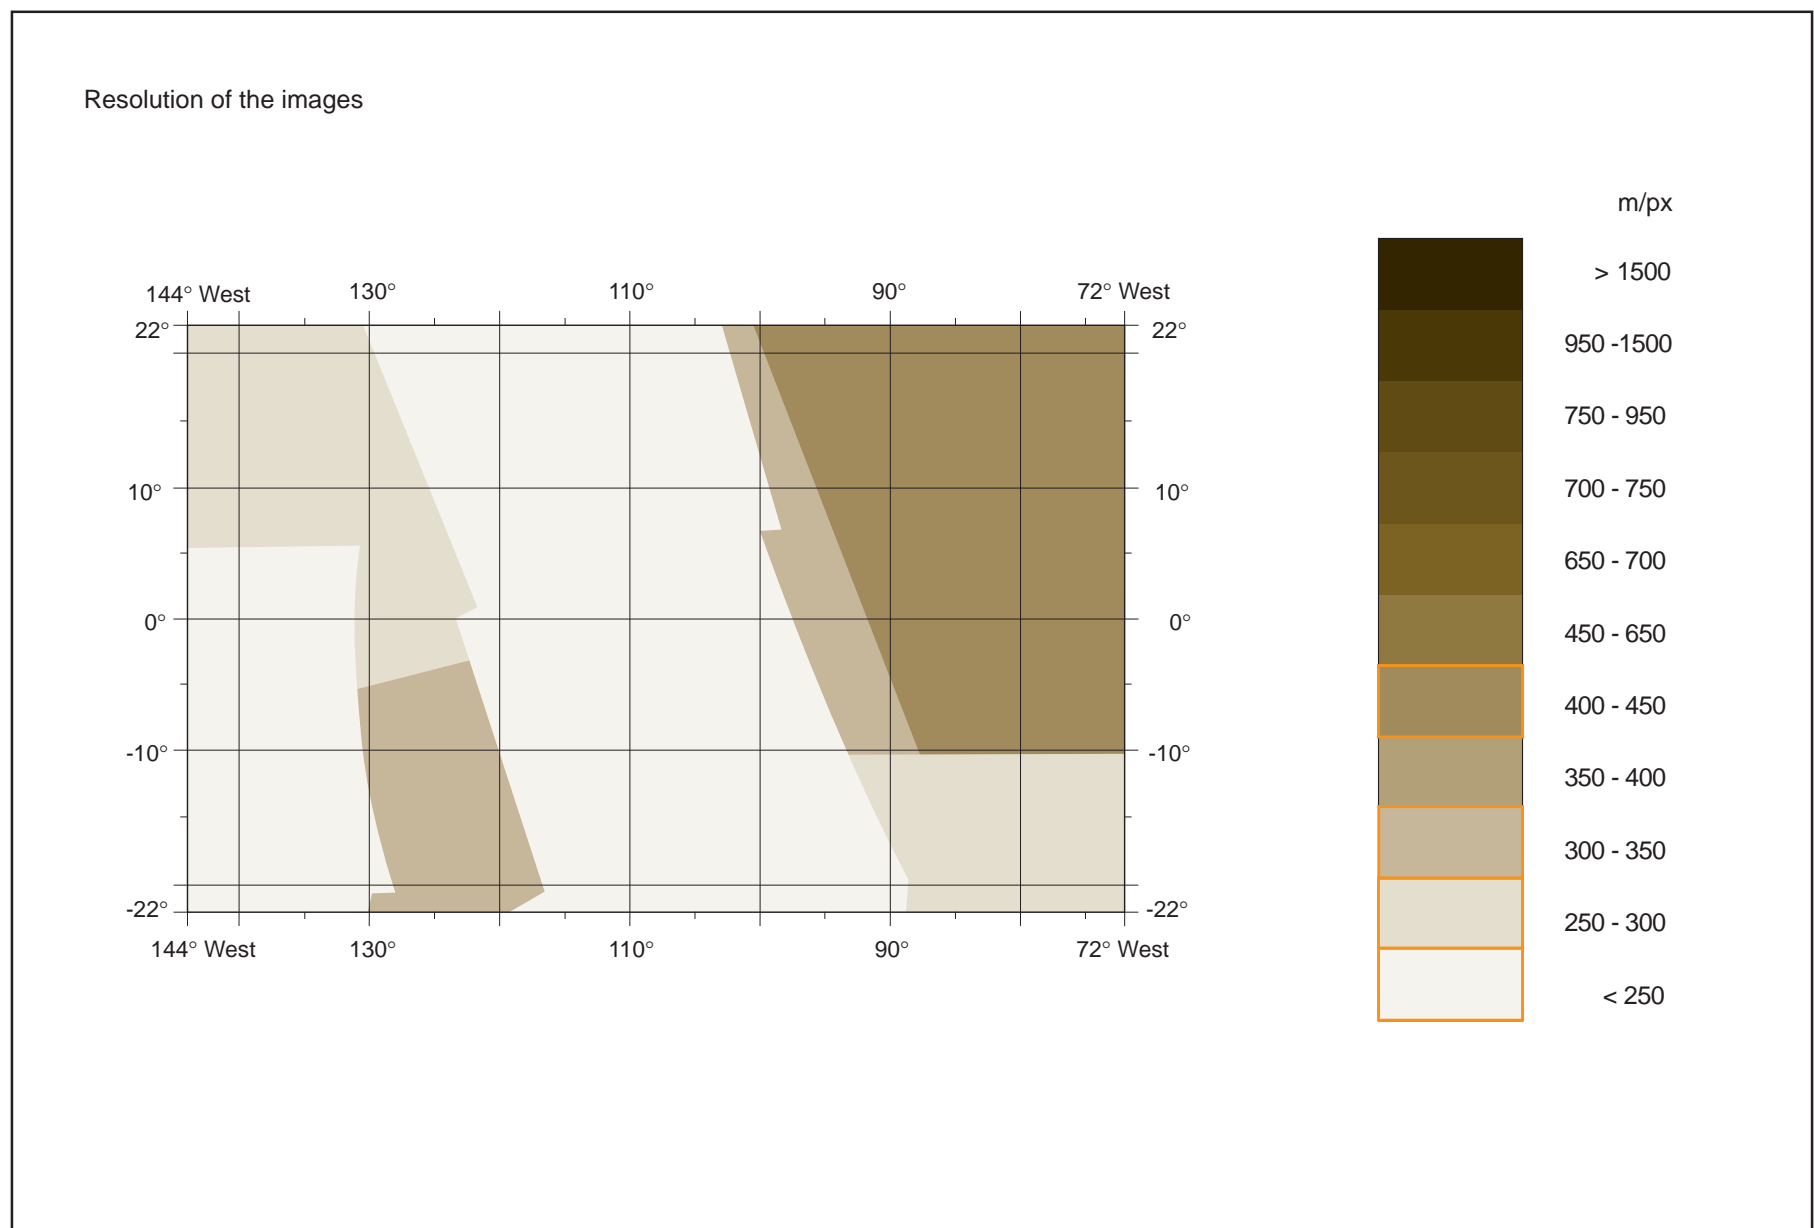 Resolution of the images
m/px
> 1500
950 -1500
750 - 950
700 - 750
650 - 700
450 - 650
400 - 450
350 - 400
300 - 350
250 - 300
< 250
144° West 130° 110° 90° 72° West
22° 22°
10° 10°
0° 0°
-10° -10°
-22° -22°
144° West 130° 110° 90° 72° West